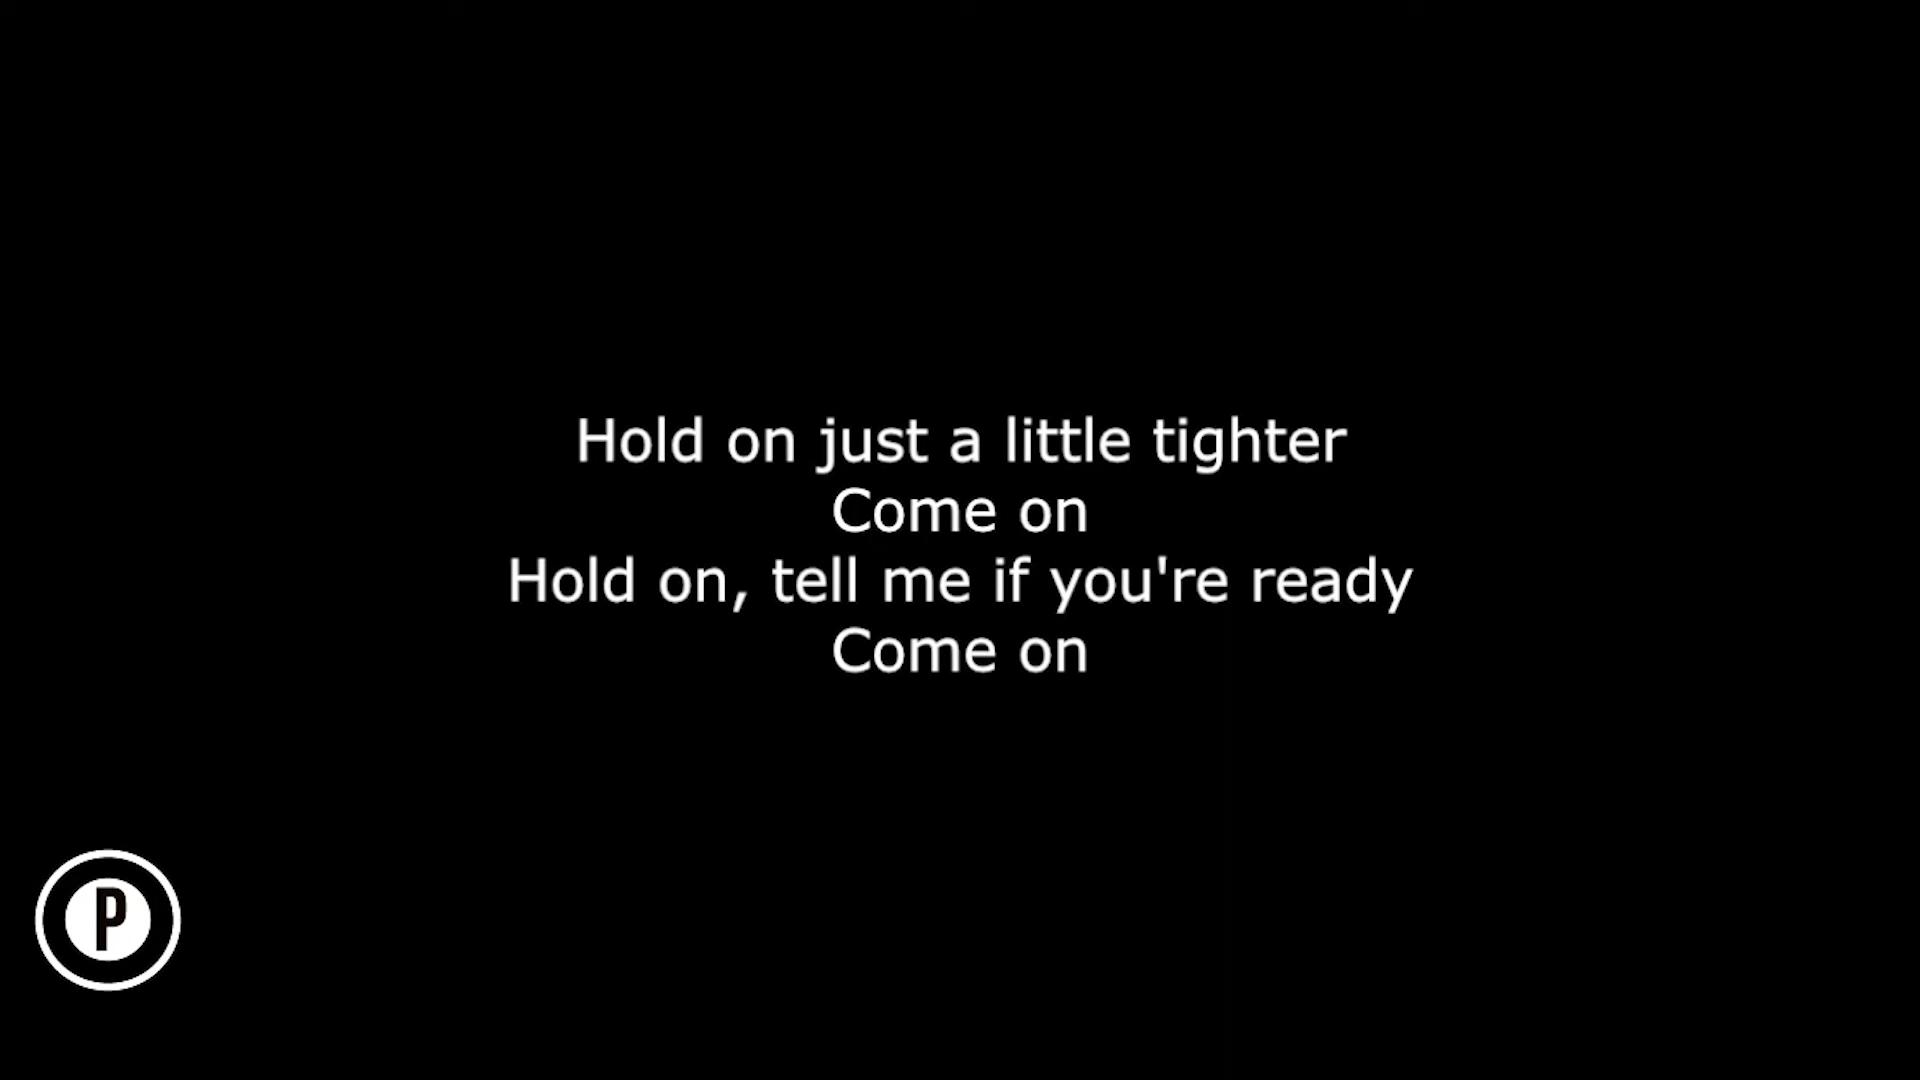 Hold on just a little tighter
Come on
Hold on, tell me if you're ready
Come on
P